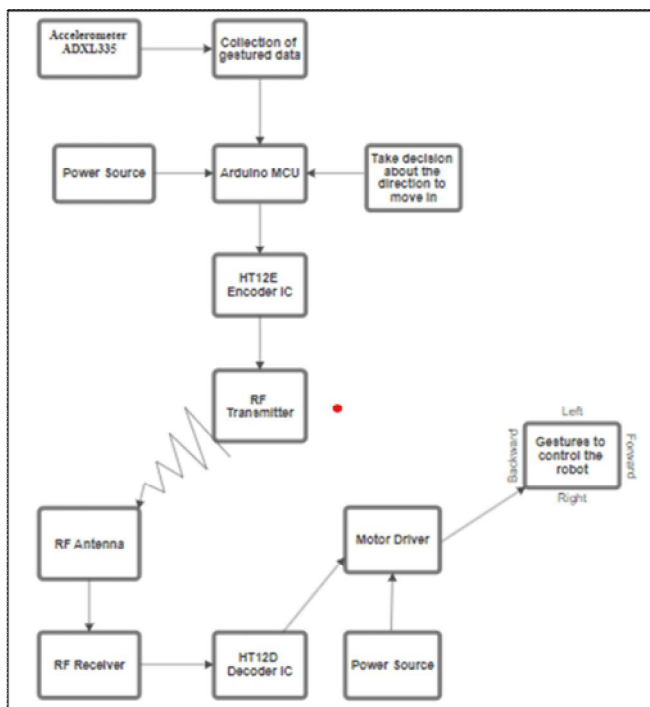 Accelerometer
ADXL335
Collection of
gestured data
Power Source
Arduino MCU
Take decision
about the
direction to
move in
HT12E
Encoder IC
RF
Transmitter
Left
Backward
Gestures to
control the
robot
Forward
Right
RF Antenna
Motor Driver
RF Receiver
HT12D
Decoder IC
Power Source